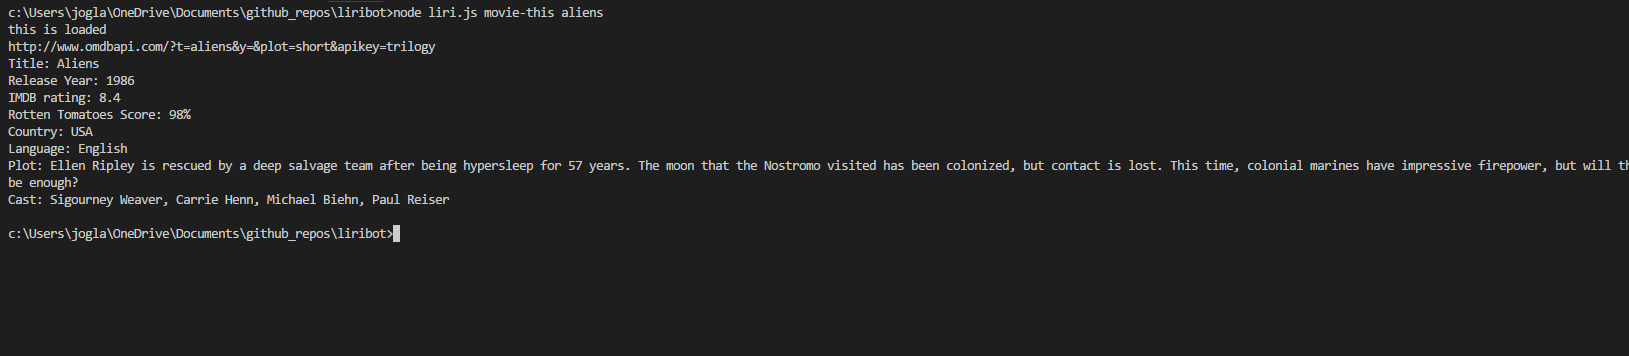 c:\Users\jogla\OneDrive\Documents\github_repos\liribot>node liri.js movie-this aliens
this is loaded
http://www.omdbapi.com/?t=aliens&y=&plot=short&apikey=trilogy
Title: Aliens
Release Year: 1986
IMDB rating: 8.4
Rotten Tomatoes Score: 98%
Country: USA
Language: English
Plot: Ellen Ripley is rescued by a deep salvage team after being hypersleep for 57 years. The moon that the Nostromo visited has been colonized, but contact is lost. This time, colonial marines have impressive firepower, but will
be enough?
Cast: Sigourney Weaver, Carrie Henn, Michael Biehn, Paul Reiser
c:\Users\jogla\OneDrive\Documents\github_repos\liribot>